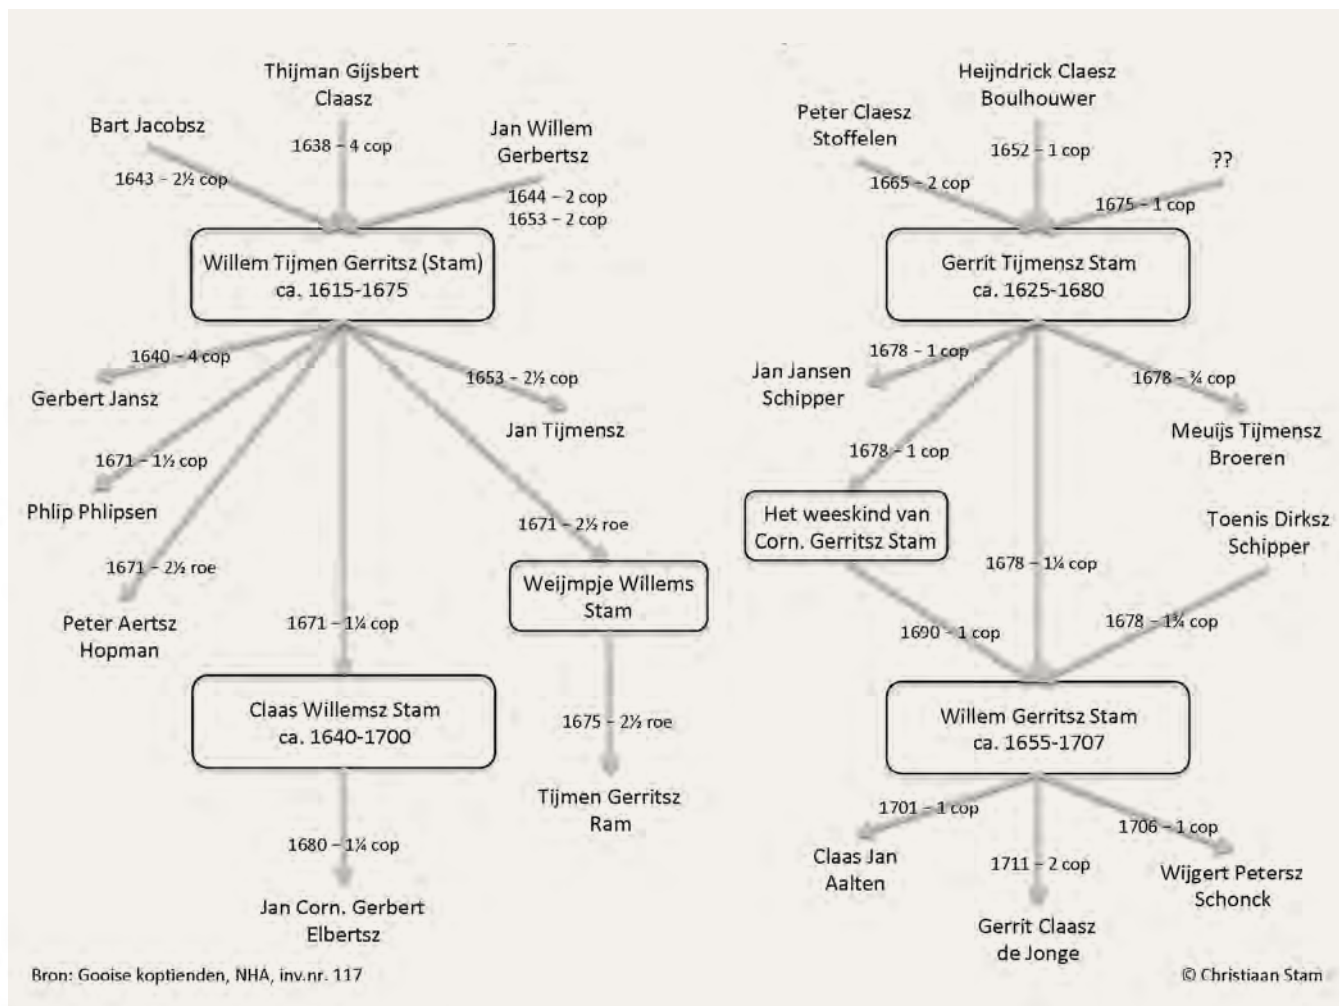 Thijman Gijsbert
Claasz
Bart Jacobsz
Jan Willem
Gerbertsz
1638 – 4 cop
1643 – 2½ cop
1644 – 2 cop
1653 – 2 cop
Willem Tijmen Gerritsz (Stam)
ca. 1615-1675
1640 – 4 cop
Gerbert Jansz
1653 – 2½ cop
Jan Tijmensz
1671 – 1½ cop
Phlip Phlipsen
1671 – 2½ roe
Peter Aertsz
Hopman
1671 – 2½ roe
Weijmpje Willems
Stam
1671 – 1¼ cop
Claas Willemsz Stam
ca. 1640-1700
1675 – 2½ roe
Tijmen Gerritsz
Ram
1680 – 1¼ cop
Jan Corn. Gerbert
Elbertsz
Heijndrick Claesz
Boulhouwer
Peter Claesz
Stoffelen
??
1652 – 1 cop
1665 – 2 cop
1675 – 1 cop
Gerrit Tijmensz Stam
ca. 1625-1680
1678 – 1 cop
Jan Jansen
Schipper
1678 – ¾ cop
Meuijs Tijmensz
Broeren
1678 – 1 cop
Het weeskind van
Corn. Gerritsz Stam
Toenis Dirksz
Schipper
1678 – 1¼ cop
1690 – 1 cop
1678 – cop
Willem Gerritsz Stam
ca. 1655-1707
1701 – 1 cop
Claas Jan
Aalten
1706 – 1 cop
Wijgert Petersz
Schonck
1711 – 2 cop
Gerrit Claasz
de Jonge
Bron: Gooise koptienden, NHA, inv.nr. 117
© Christiaan Stam